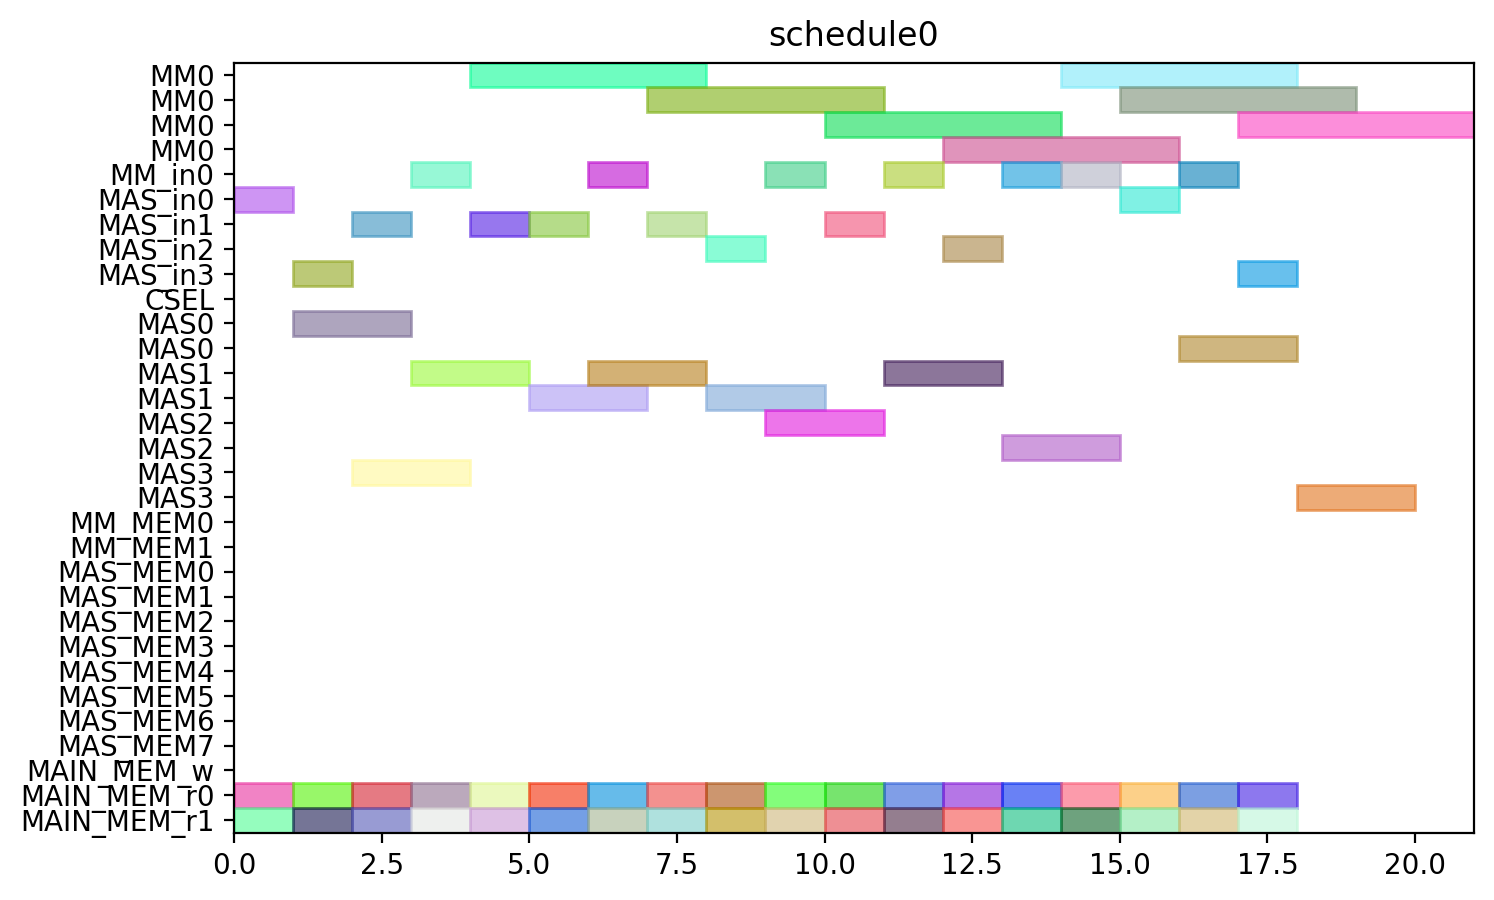 schedule0
MM0
MM0
MM0
MM0
MM_in0
MAS_in0
MAS_in1
MAS_in2
MAS_in3
CSEL
MAS0
MAS0
MAS1
MAS1
MAS2
MAS2
MAS3
MAS3
MM_MEM0
MM_MEM1
MAS_MEM0
MAS_MEM1
MAS_MEM2
MAS_MEM3
MAS_MEM4
MAS_MEM5
MAS_MEM6
MAS_MEM7
MAIN_MEM_w
MAIN_MEM_r0
MAIN_MEM_r1
0.0 2.5 5.0 7.5 10.0 12.5 15.0 17.5 20.0